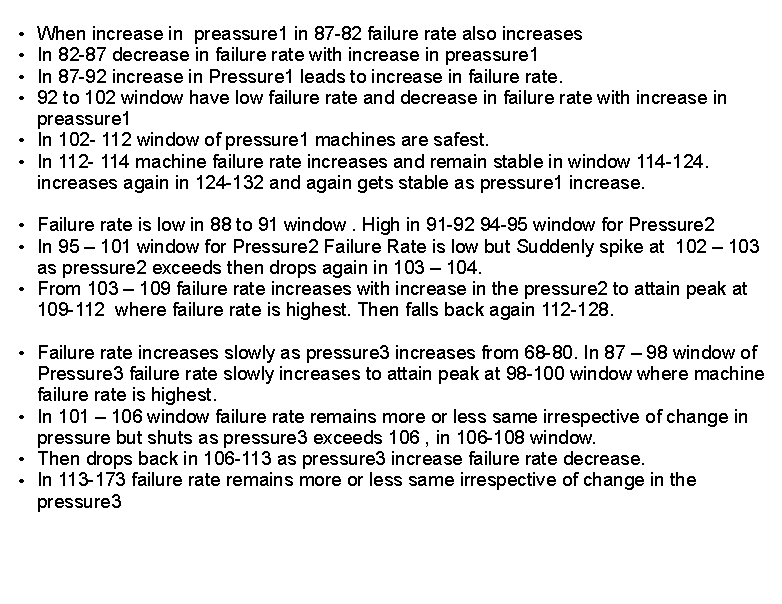 • When increase in  preassure1 in 87-82 failure rate also increases
• In 82-87 decrease in failure rate with increase in preassure1
• In 87-92 increase in Pressure1 leads to increase in failure rate.
• 92 to 102 window have low failure rate and decrease in failure rate with increase in
preassure1
• In 102- 112 window of pressure1 machines are safest.
• In 112- 114 machine failure rate increases and remain stable in window 114-124.
increases again in 124-132 and again gets stable as pressure1 increase.
• Failure rate is low in 88 to 91 window . High in 91-92 94-95 window for Pressure2
• In 95 – 101 window for Pressure2 Failure Rate is low but Suddenly spike at  102 – 103
as pressure2 exceeds then drops again in 103 – 104.
• From 103 – 109 failure rate increases with increase in the pressure2 to attain peak at
109-112  where failure rate is highest. Then falls back again 112-128.
• Failure rate increases slowly as pressure3 increases from 68-80. In 87 – 98 window of
Pressure3 failure rate slowly increases to attain peak at 98-100 window where machine
failure rate is highest.
• In 101 – 106 window failure rate remains more or less same irrespective of change in
pressure but shuts as pressure3 exceeds 106 , in 106-108 window.
• Then drops back in 106-113 as pressure3 increase failure rate decrease.
• In 113-173 failure rate remains more or less same irrespective of change in the
pressure3